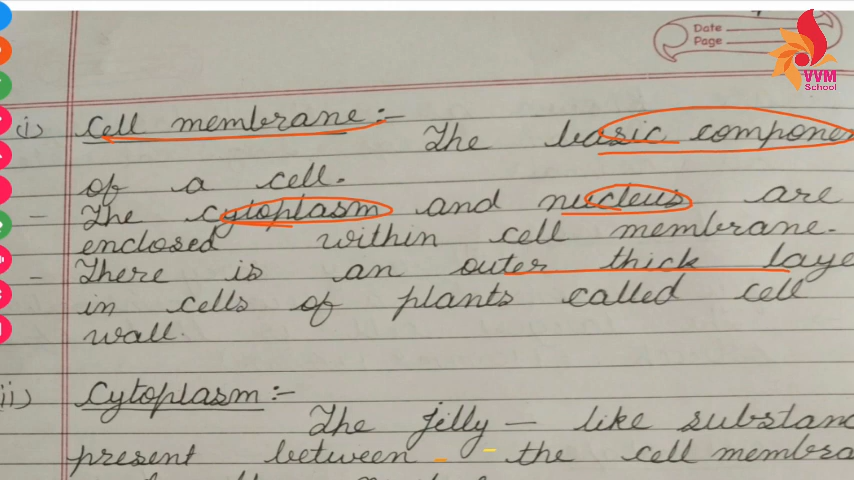 Date
Page
VVM
School
(i) Cell membrane :-
The basic componen
of a cell.
- The cytoplasm and nucleus are
enclosed within cell membrane.
- There is an outer thick laye
in cells of plants called cell
wall.
ii) Cytoplasm :-
The jelly - like substanc
present between the cell membra